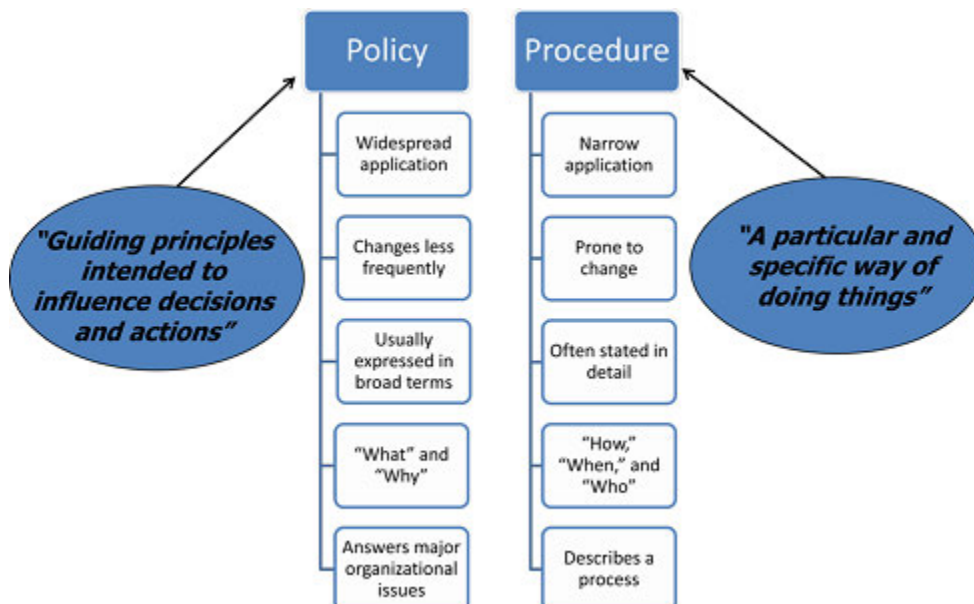 Policy
Procedure
Widespread
application
Narrow
application
"Guiding principles
intended to
influence decisions
and actions”
Changes less
frequently
Prone to
change
"A particular and
specific way of
doing things”
Usually
expressed in
broad terms
Often stated in
detail
“What” and
“Why”
“How,”
“When,” and
“Who”
Answers major
organizational
issues
Describes a
process